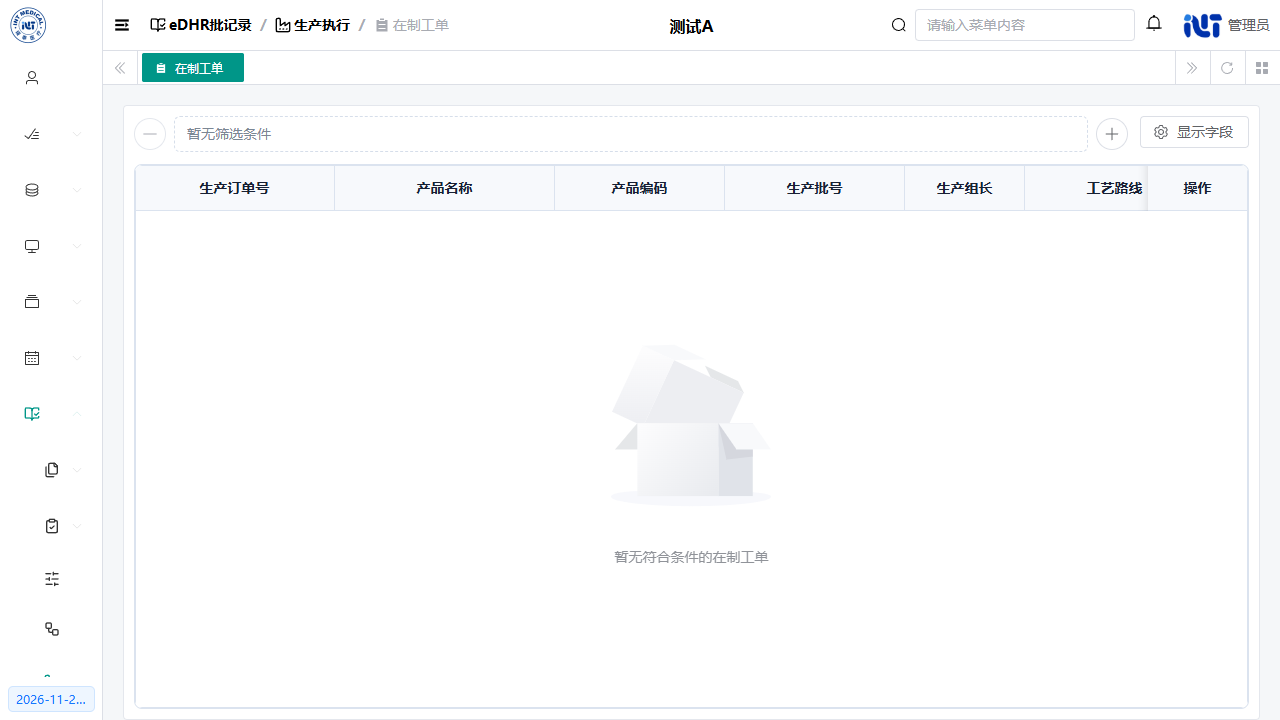 eDHR批记录 / 生产执行 / 在制工单
测试A
请输入菜单内容
管理员
在制工单
暂无筛选条件
显示字段
生产订单号 产品名称 产品编码 生产批号 生产组长 工艺路线 操作
暂无符合条件的在制工单
2026-11-2...